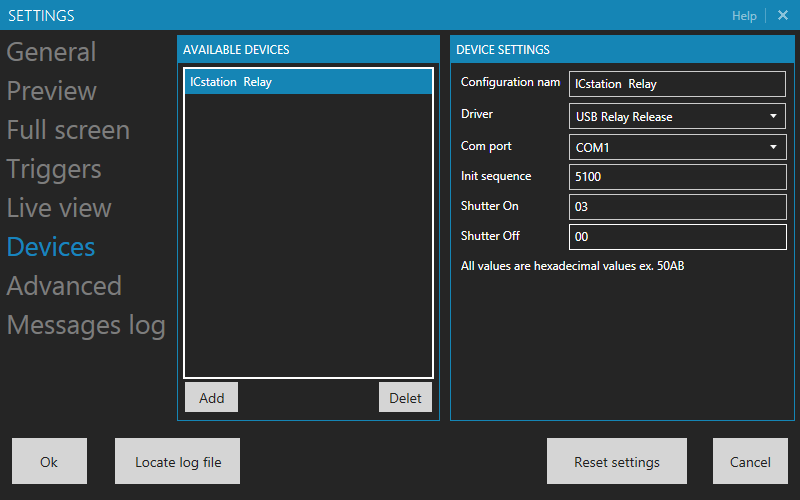 SETTINGS
Help
General
Preview
Full screen
Triggers
Live view
Devices
Advanced
Messages log
AVAILABLE DEVICES
ICstation Relay
Add
Delet
DEVICE SETTINGS
Configuration nam ICstation Relay
Driver USB Relay Release
Com port COM1
Init sequence 5100
Shutter On 03
Shutter Off 00
All values are hexadecimal values ex. 50AB
Ok
Locate log file
Reset settings
Cancel